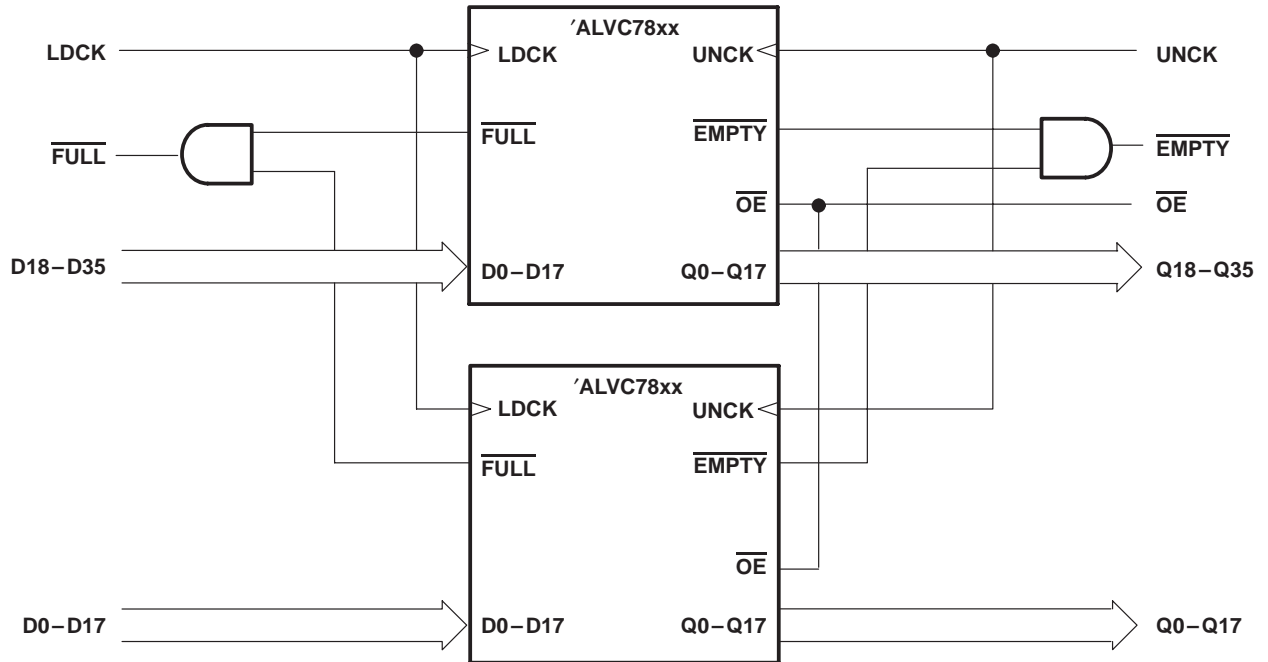 ′ALVC78xx
LDCK
LDCK
UNCK
UNCK
FULL
FULL
EMPTY
EMPTY
OE
OE
D18–D35
D0–D17
Q0–Q17
Q18–Q35
′ALVC78xx
LDCK
UNCK
FULL
EMPTY
OE
D0–D17
D0–D17
Q0–Q17
Q0–Q17